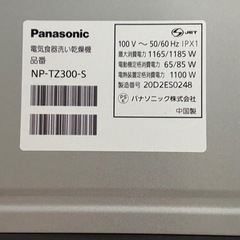 Panasonic
電気食器洗い乾燥機
品番
NP-TZ300-S
JET
100 V ～ 50/60 Hz IPX1
最大消費電力 1165/1185 W
電動機定格消費電力 65/85 W
電熱装置定格消費電力 1100 W
製造番号 20D2ES0248
パナソニック株式会社
中国製